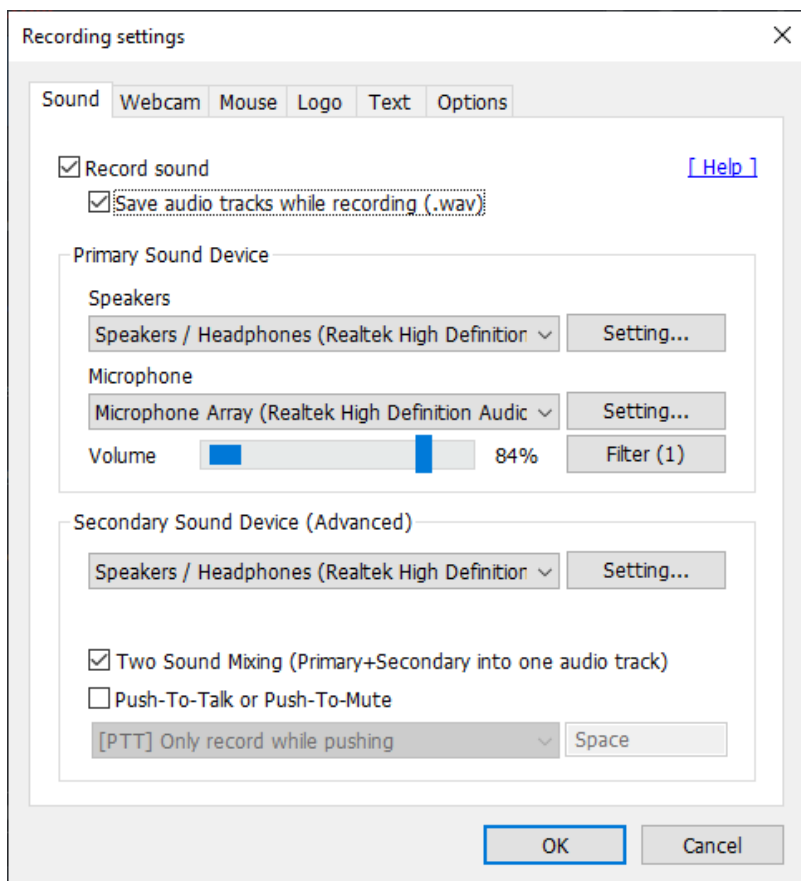 Recording settings
Sound Webcam Mouse Logo Text Options
Record sound [ Help ]
Save audio tracks while recording (.wav)
Primary Sound Device
Speakers
Speakers / Headphones (Realtek High Definition Setting...
Microphone
Microphone Array (Realtek High Definition Audic Setting...
Volume 84% Filter (1)
Secondary Sound Device (Advanced)
Speakers / Headphones (Realtek High Definition Setting...
Two Sound Mixing (Primary+Secondary into one audio track)
Push-To-Talk or Push-To-Mute
[PTT] Only record while pushing Space
OK Cancel